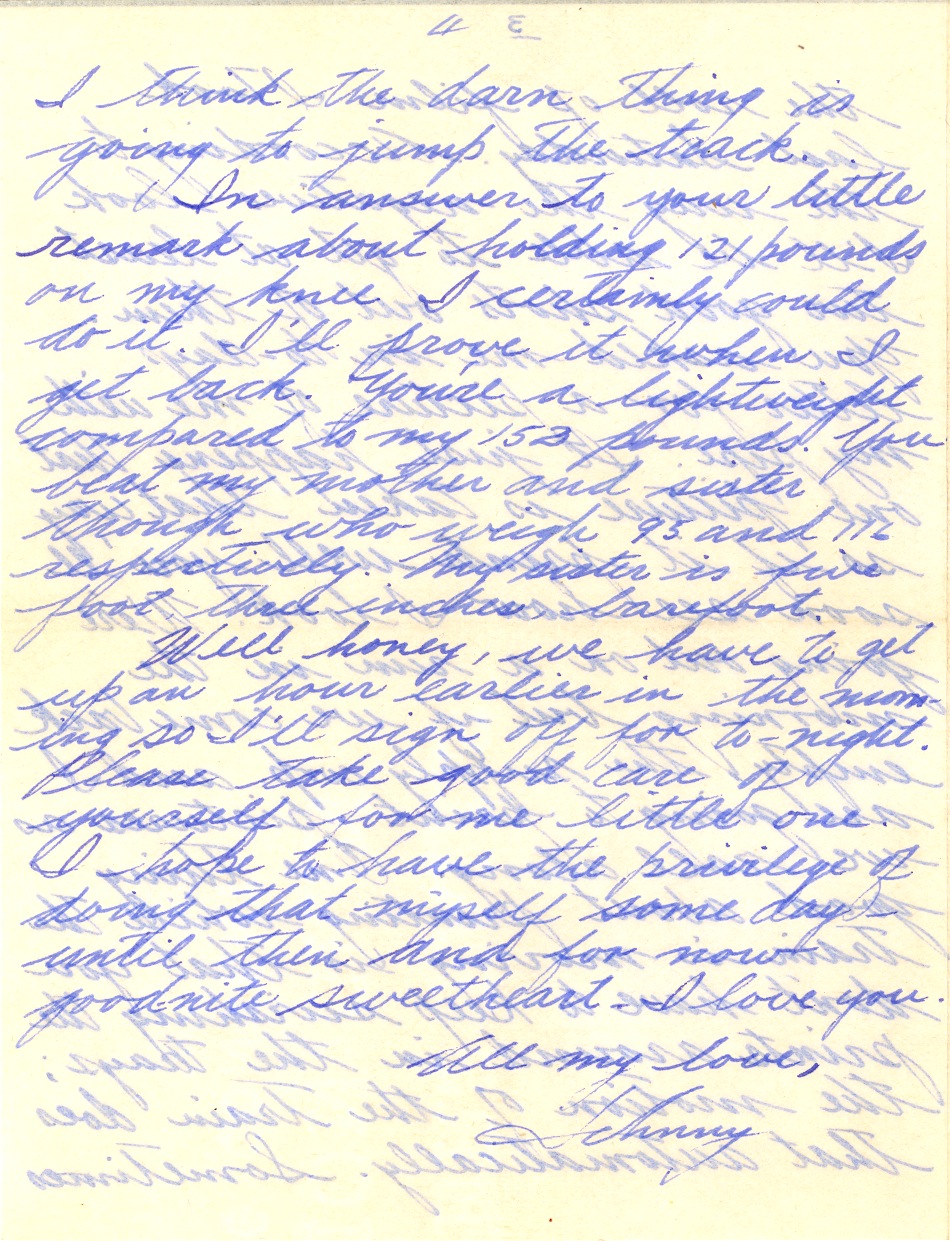 4
I think the darn thing is
going to jump the track.
In answer to your little
remark about holding 121 pounds
on my knee I certainly could
do it. I'll prove it when I
get back. You're a lightweight
compared to my 152 pounds. You
beat my mother and sister
though who weigh 95 and 116
respectively. My sister is five
foot three inches barefoot.
Well honey, we have to get
up an hour earlier in the morn-
ing so I'll sign off for to-night.
Please take good care of
yourself for me little one.
I hope to have the privilege of
doing that myself some day -
until then and for now -
goodnite sweetheart - I love you.
All my love,
Johnny